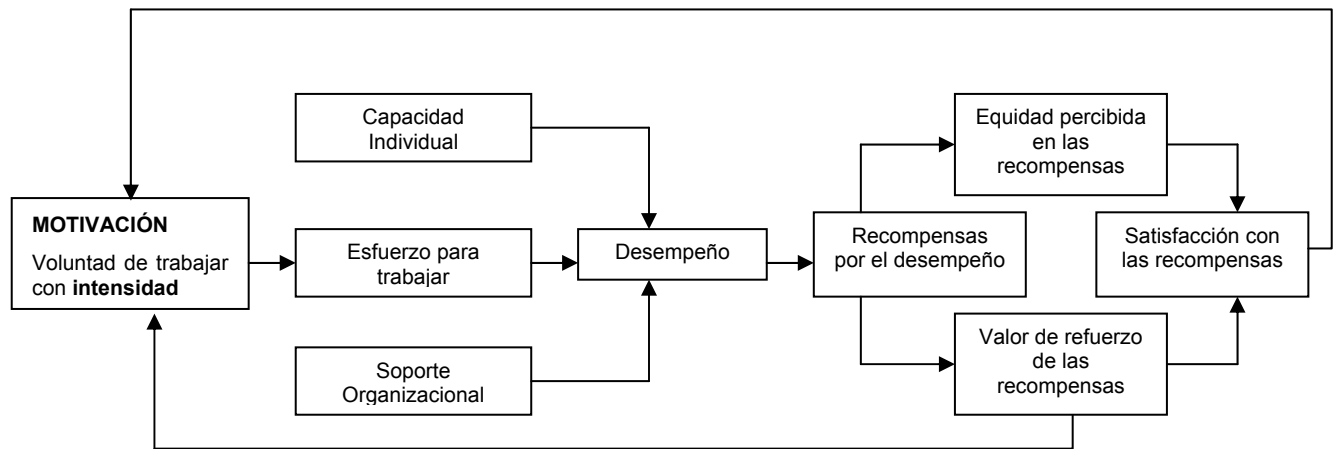 Capacidad
Individual
Equidad percibida
en las
recompensas
MOTIVACIÓN
Voluntad de trabajar
con intensidad
Esfuerzo para
trabajar
Desempeño
Recompensas
por el desempeño
Satisfacción con
las recompensas
Soporte
Organizacional
Valor de refuerzo
de las
recompensas